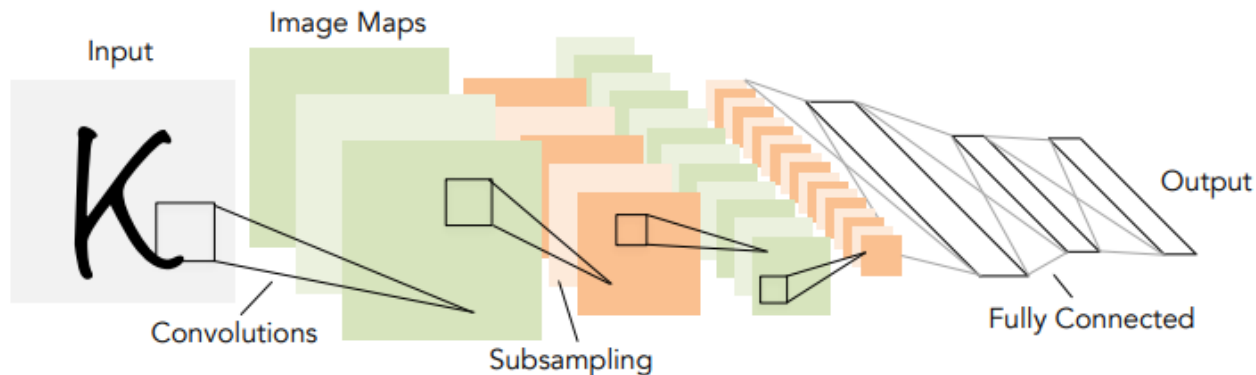 Image Maps
Input
K
Output
Convolutions
Subsampling
Fully Connected